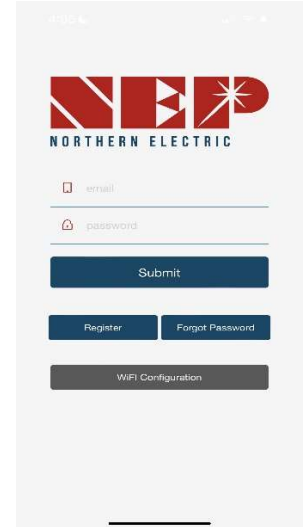 NEP
NORTHERN ELECTRIC
email
password
Submit
Register Forgot Password
WiFI Configuration